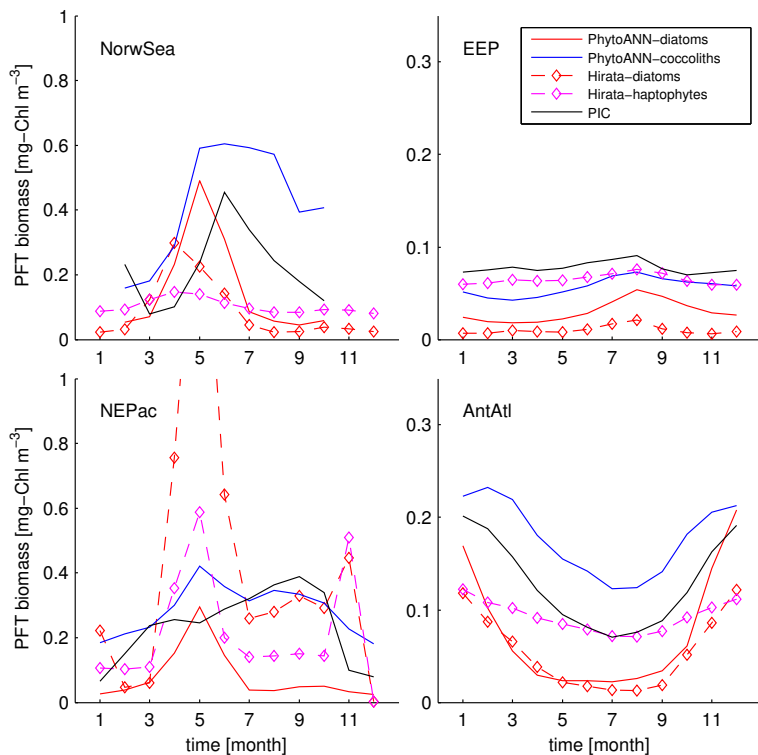 NorwSea
PFT biomass [mg−Chl m−3]
1
0.8
0.6
0.4
0.2
0
1 3 5 7 9 11
EEP
PhytoANN−diatoms
PhytoANN−coccoliths
Hirata−diatoms
Hirata−haptophytes
PIC
0.3
0.2
0.1
0
1 3 5 7 9 11
NEPac
PFT biomass [mg−Chl m−3]
1
0.8
0.6
0.4
0.2
0
1 3 5 7 9 11
time [month]
AntAtl
0.3
0.2
0.1
0
1 3 5 7 9 11
time [month]